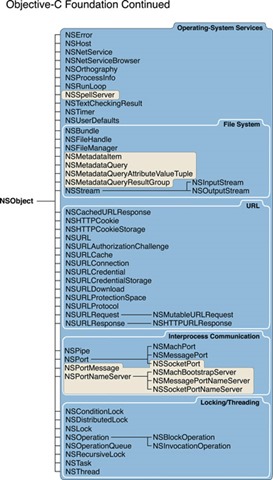 Objective-C Foundation Continued
Operating-System Services
NSError
NSHost
NSNetService
NSNetServiceBrowser
NSOrthography
NSProcessInfo
NSRunLoop
NSSpellServer
NSTextCheckingResult
NSTimer
NSUserDefaults
File System
NSBundle
NSFileHandle
NSFileManager
NSMetadataItem
NSMetadataQuery
NSMetadataQueryAttributeValueTuple
NSMetadataQueryResultGroup
NSStream
NSInputStream
NSOutputStream
NSObject
URL
NSCachedURLResponse
NSHTTPCookie
NSHTTPCookieStorage
NSURL
NSURLAuthorizationChallenge
NSURLCache
NSURLConnection
NSURLCredential
NSURLCredentialStorage
NSURLDownload
NSURLProtectionSpace
NSURLProtocol
NSURLRequest NSMutableURLRequest
NSURLResponse NSHTTPURLResponse
Interprocess Communication
NSPipe
NSPort
NSMachPort
NSMessagePort
NSSocketPort
NSPortMessage
NSPortNameServer
NSMachBootstrapServer
NSMessagePortNameServer
NSSocketPortNameServer
Locking/Threading
NSConditionLock
NSDistributedLock
NSLock
NSOperation NSBlockOperation
NSOperationQueue NSInvocationOperation
NSRecursiveLock
NSTask
NSThread